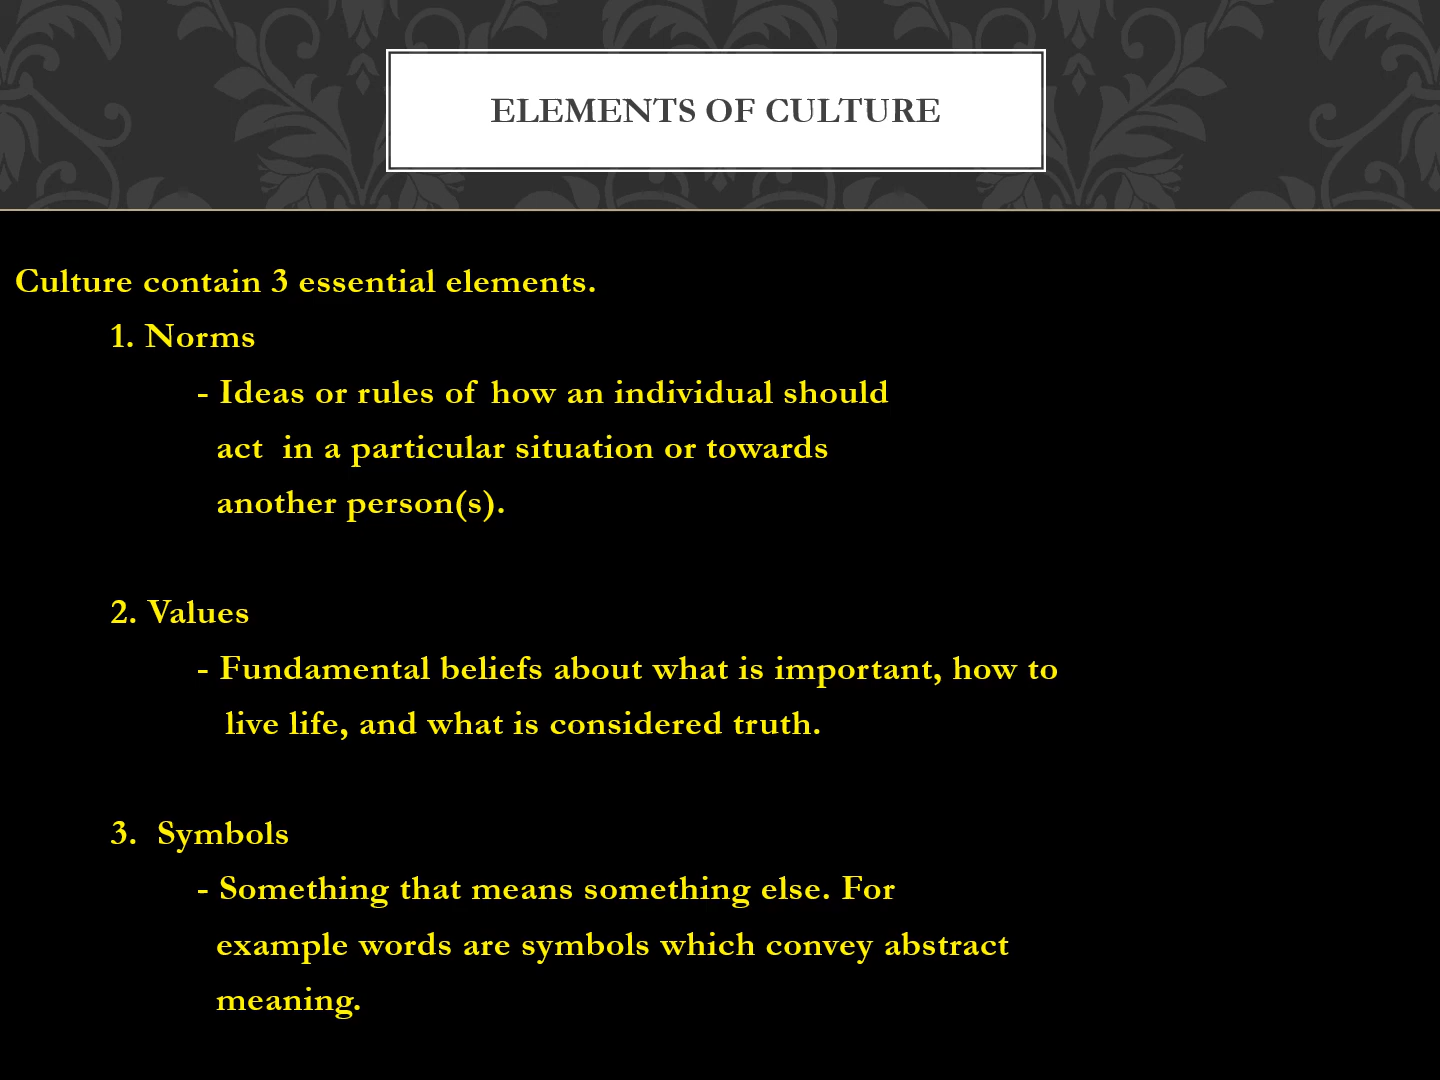 ELEMENTS OF CULTURE
Culture contain 3 essential elements.
1. Norms
- Ideas or rules of how an individual should
act in a particular situation or towards
another person(s).
2. Values
- Fundamental beliefs about what is important, how to
live life, and what is considered truth.
3. Symbols
- Something that means something else. For
example words are symbols which convey abstract
meaning.